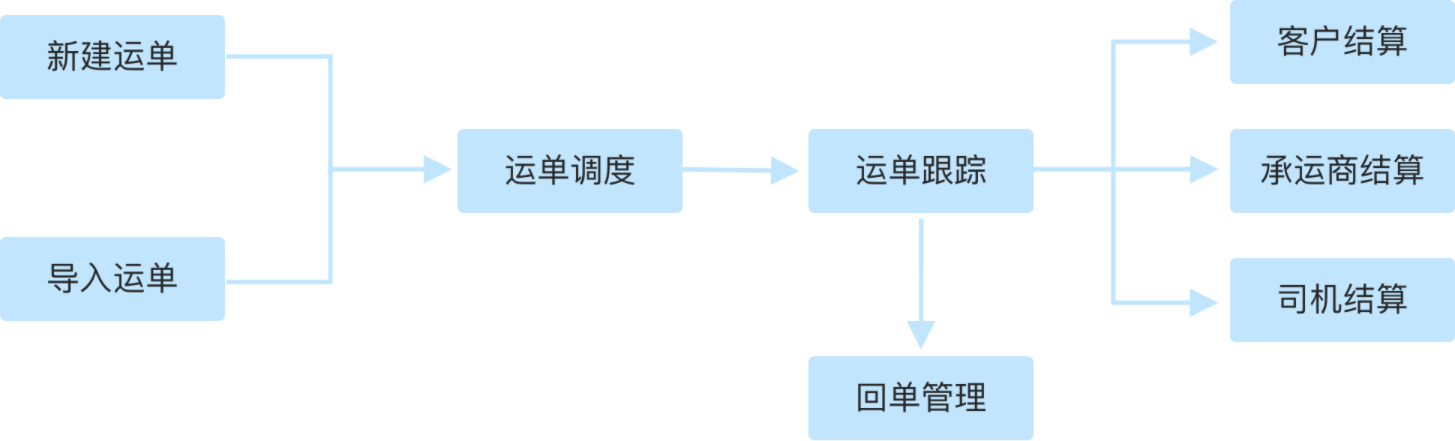 新建运单
导入运单
运单调度
运单跟踪
回单管理
客户结算
承运商结算
司机结算